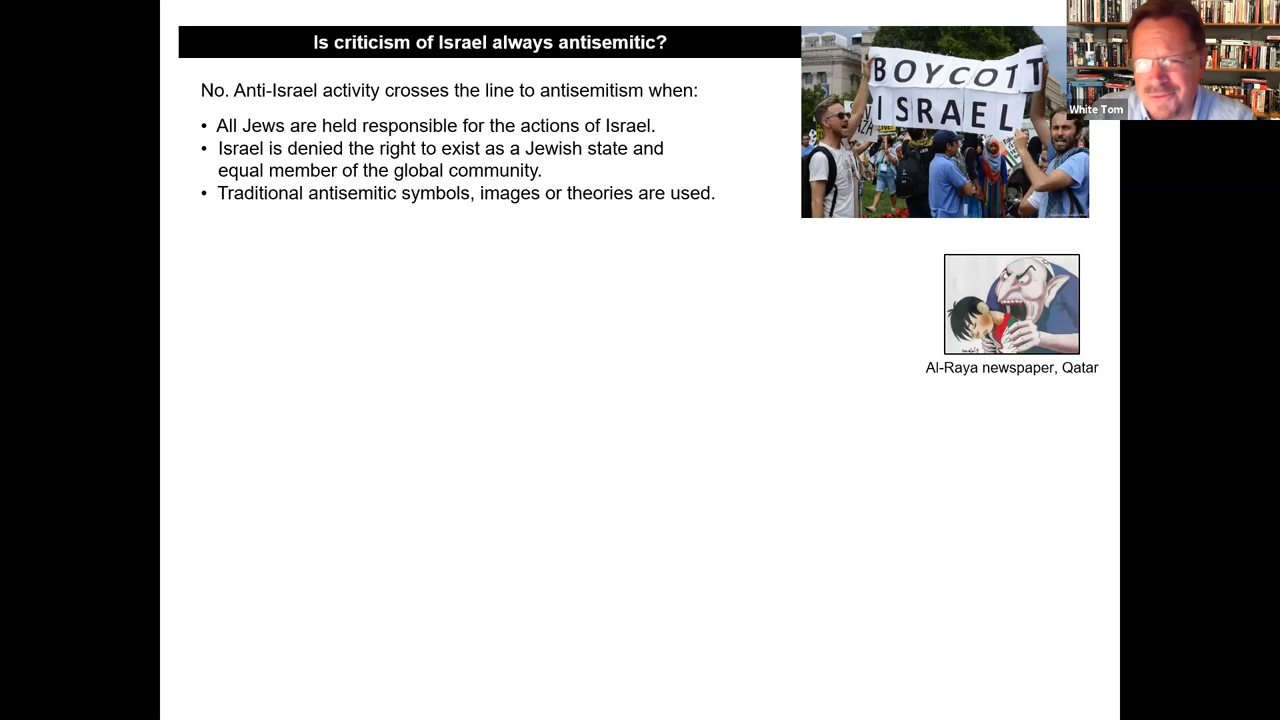 Is criticism of Israel always antisemitic?
No. Anti-Israel activity crosses the line to antisemitism when:
• All Jews are held responsible for the actions of Israel.
• Israel is denied the right to exist as a Jewish state and
equal member of the global community.
• Traditional antisemitic symbols, images or theories are used.
BOYCOTT
ISRAEL
White Tom
Al-Raya newspaper, Qatar